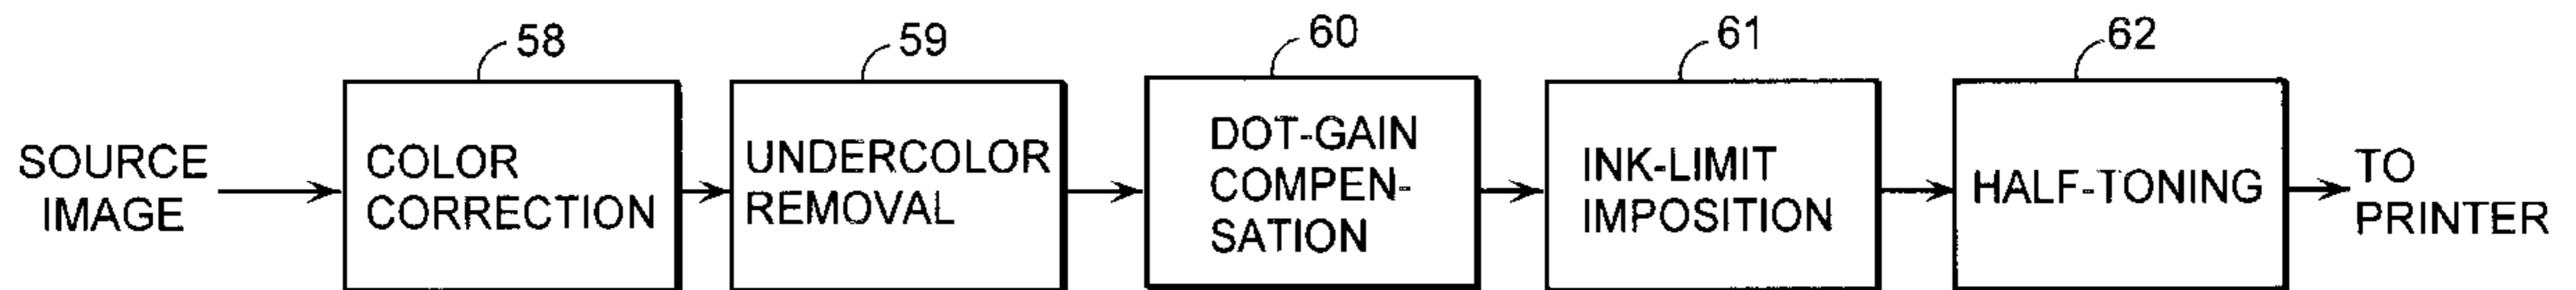 58
59
60
61
62
SOURCE
IMAGE
COLOR
CORRECTION
UNDERCOLOR
REMOVAL
DOT-GAIN
COMPEN-
SATION
INK-LIMIT
IMPOSITION
HALF-TONING
TO
PRINTER